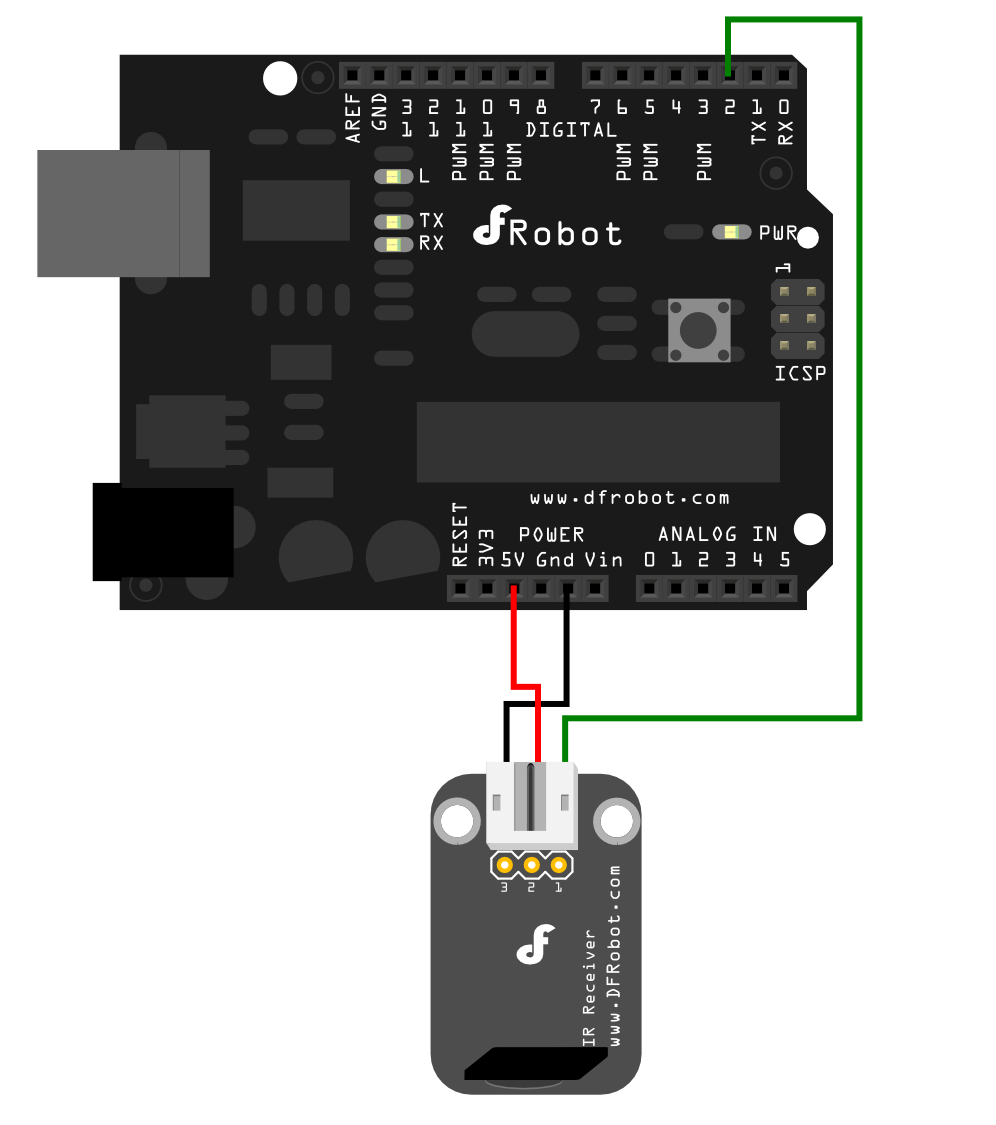 AREF GND 13 12 11 10 9 8 7 6 5 4 3 2 1 0
DIGITAL
PWM PWM PWM PWM PWM PWM TX RX
L
TX
RX
dfRobot
PWR
1
ICSP
www.dfrobot.com
RESET 3V3
POWER
ANALOG IN
5V Gnd Vin
0 1 2 3 4 5
3 2 1
df
IR Receiver
www.DFRobot.com